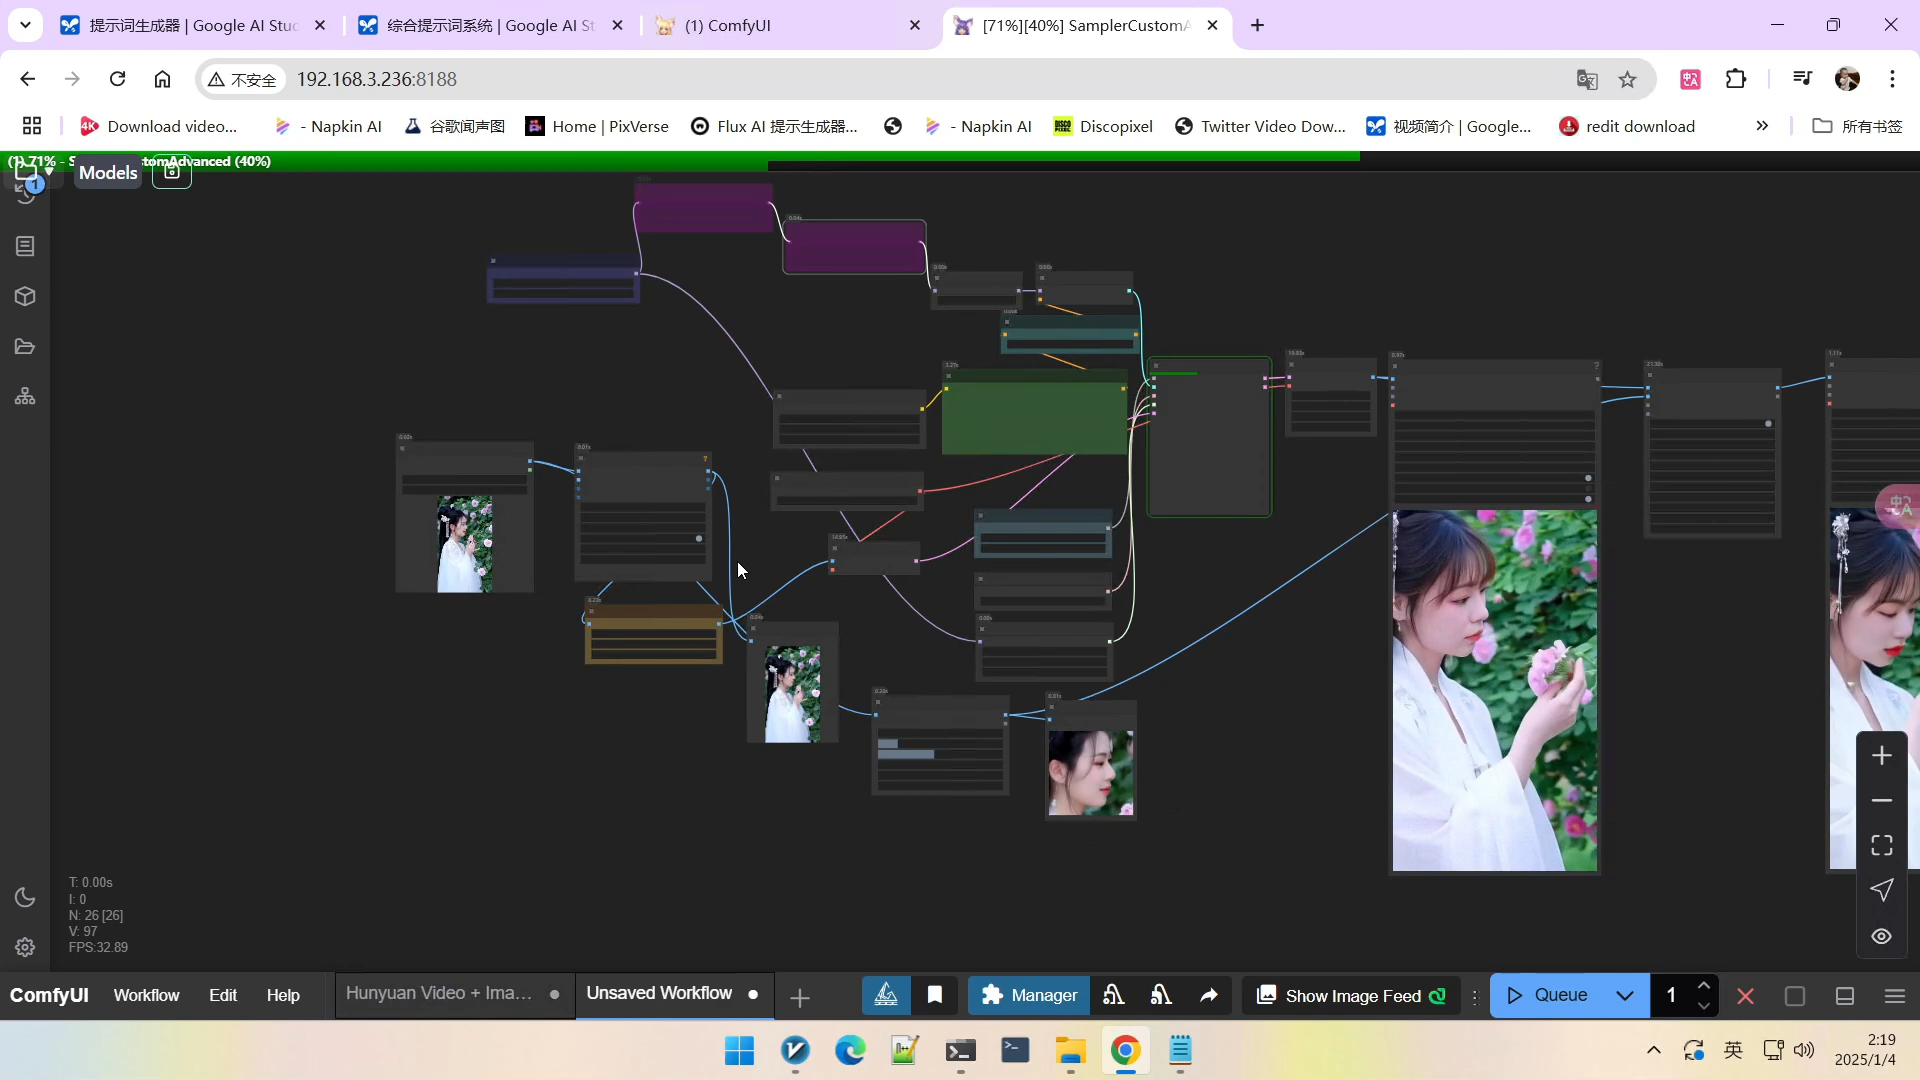 提示词生成器 | Google AI Stuc
综合提示词系统 | Google AI St
(1) ComfyUI
[71%][40%] SamplerCustomA
不安全
192.168.3.236:8188
Download video...
- Napkin AI
谷歌闻声图
Home | PixVerse
Flux AI 提示生成器...
- Napkin AI
Discopixel
Twitter Video Dow...
视频简介 | Google...
redit download
所有书签
(1) 71% - S
tomAdvanced (40%)
1
Models
T: 0.00s
I: 0
N: 26 [26]
V: 97
FPS:32.89
ComfyUI
Workflow
Edit
Help
Hunyuan Video + Ima...
Unsaved Workflow
Manager
Show Image Feed
Queue
1
英
2:19
2025/1/4